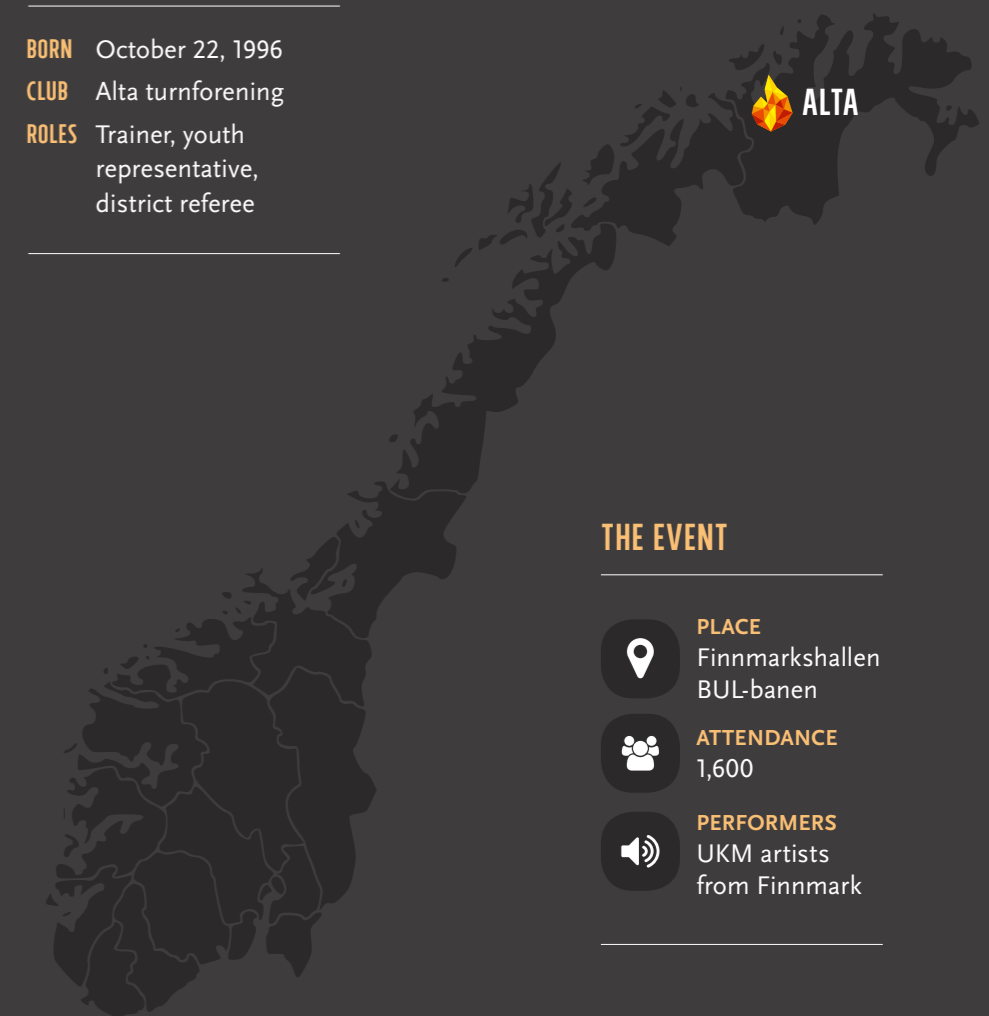 BORN October 22, 1996
CLUB Alta turnforening
ROLES Trainer, youth
representative,
district referee
ALTA
THE EVENT
PLACE
Finnmarkshallen
BUL-banen
ATTENDANCE
1,600
PERFORMERS
UKM artists
from Finnmark